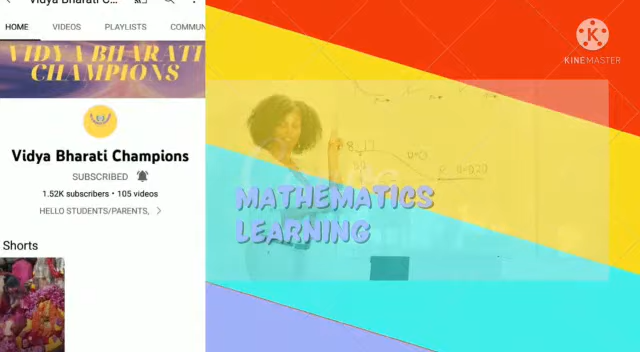 Vidya Bharati C...
HOME VIDEOS PLAYLISTS COMMUN
VIDYA BHARATI
CHAMPIONS
Vidya Bharati Champions
SUBSCRIBED
1.52K subscribers • 105 videos
HELLO STUDENTS/PARENTS,
Shorts
K
KINEMASTER
MATHEMATICS
LEARNING